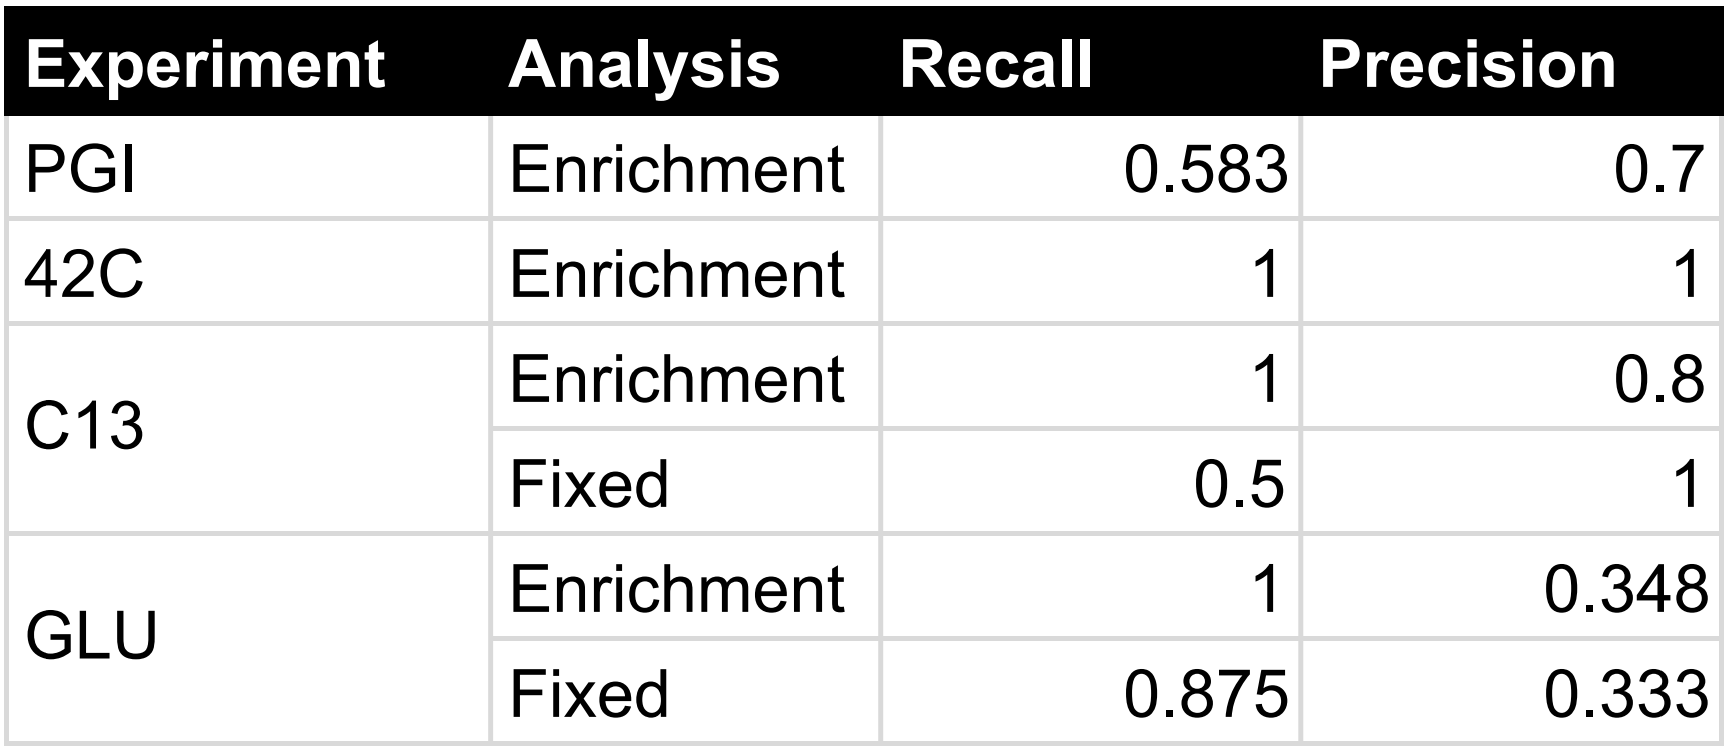 Experiment Analysis Recall Precision
PGI Enrichment 0.583 0.7
42C Enrichment 1 1
C13 Enrichment 1 0.8
Fixed 0.5 1
GLU Enrichment 1 0.348
Fixed 0.875 0.333